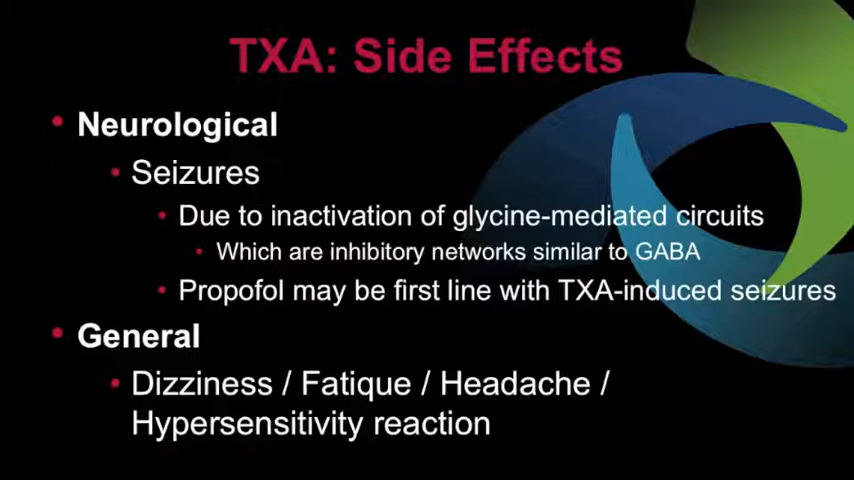 TXA: Side Effects
• Neurological
• Seizures
• Due to inactivation of glycine-mediated circuits
• Which are inhibitory networks similar to GABA
• Propofol may be first line with TXA-induced seizures
• General
• Dizziness / Fatique / Headache /
Hypersensitivity reaction